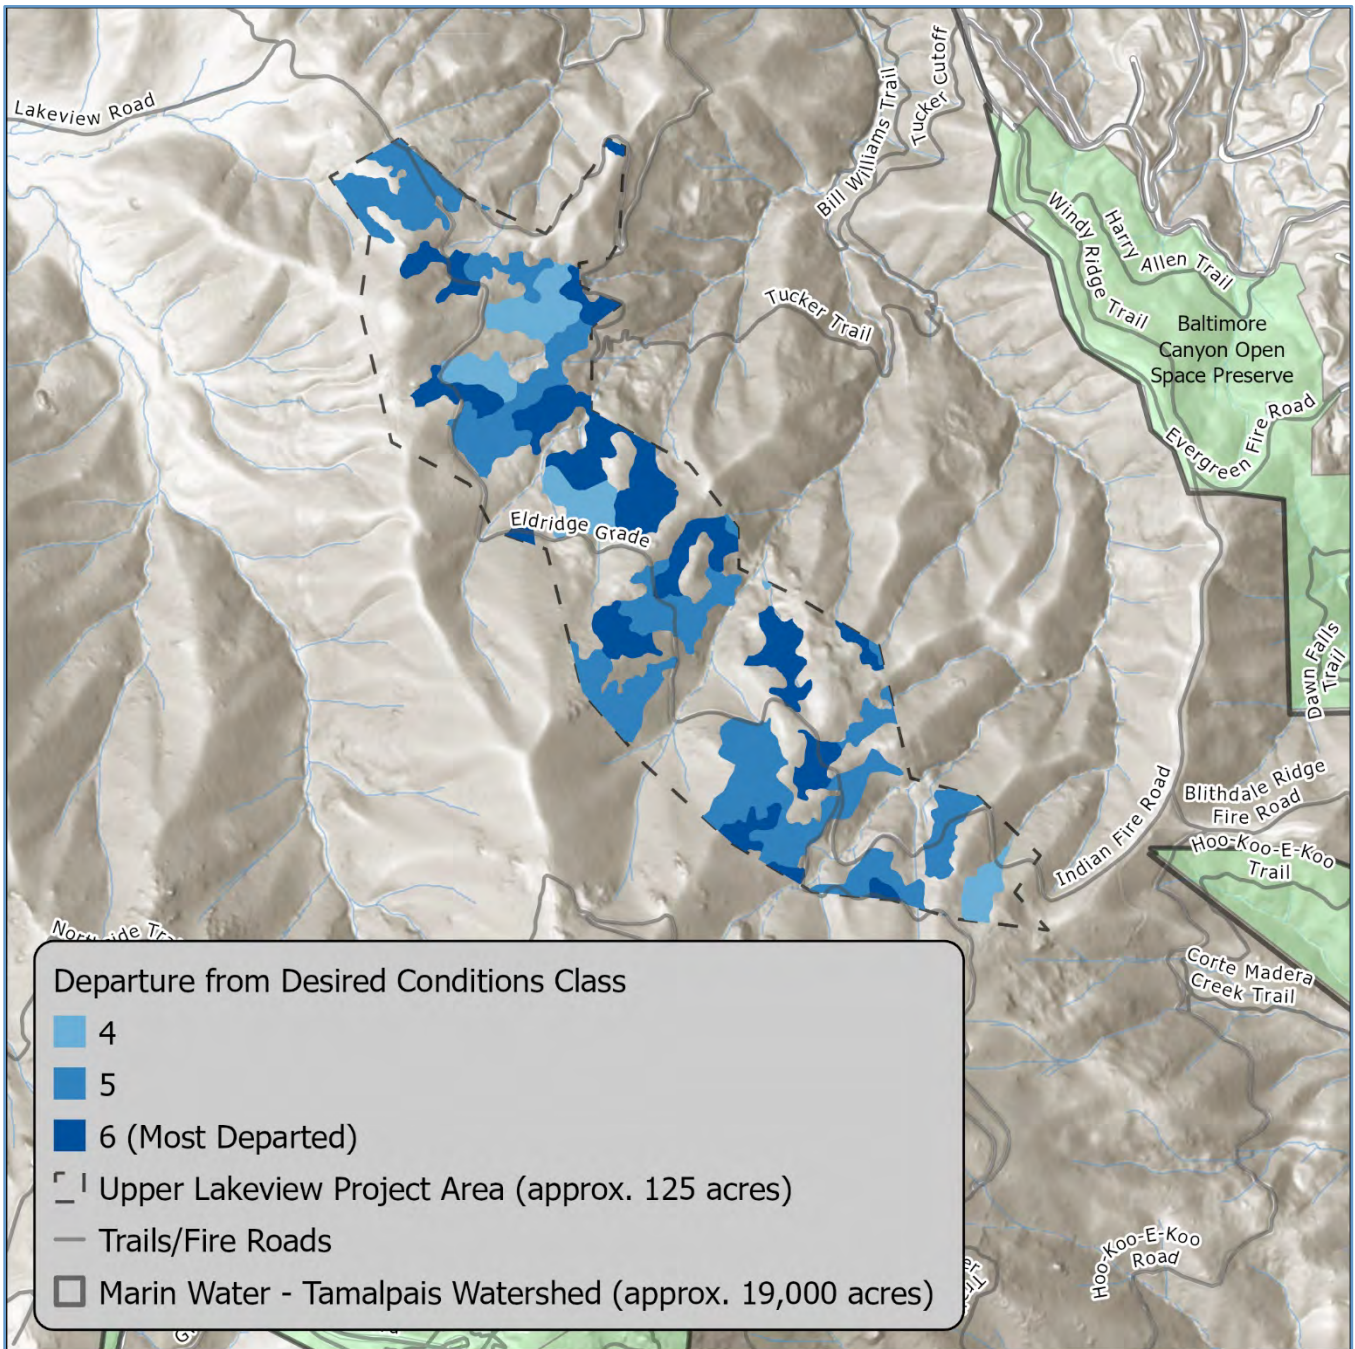 Lakeview Road
Bill Williams Trail
Tucker Cutoff
Windy Ridge Trail
Harry Allen Trail
Tucker Trail
Baltimore
Canyon Open
Space Preserve
Evergreen Fire Road
Eldridge Grade
Dawn Falls
Trail
Indian Fire Road
Blithdale Ridge
Fire Road
Hoo-Koo-E-Koo
Trail
Corte Madera
Creek Trail
Hoo-Koo-E-Koo
Road
Departure from Desired Conditions Class
4
5
6 (Most Departed)
Upper Lakeview Project Area (approx. 125 acres)
Trails/Fire Roads
Marin Water - Tamalpais Watershed (approx. 19,000 acres)